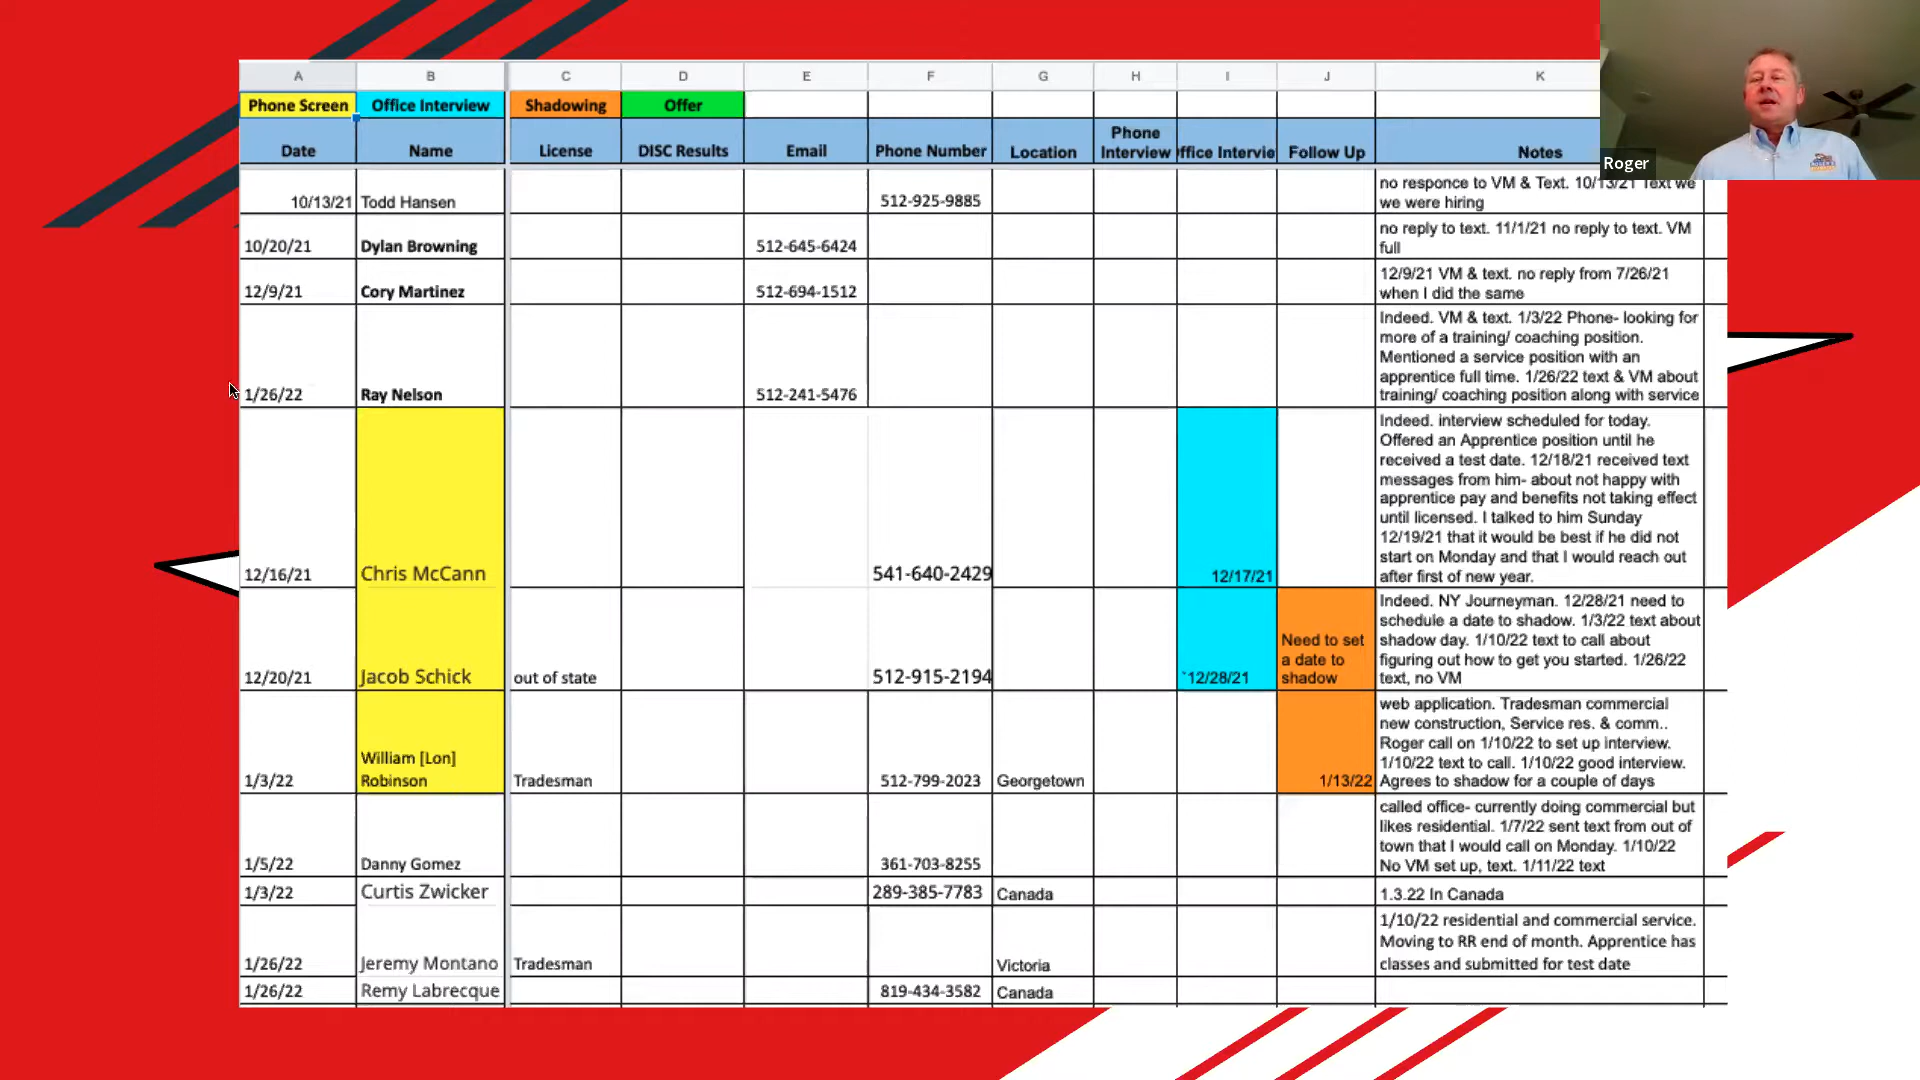 A B C D E F G H I J K
Phone Screen Office Interview Shadowing Offer
Date Name License DISC Results Email Phone Number Location Phone Interview ffice Intervie Follow Up Notes
Roger
10/13/21 Todd Hansen 512-925-9885
no responce to VM & Text. 10/13/21 Text we
we were hiring
10/20/21 Dylan Browning 512-645-6424
no reply to text. 11/1/21 no reply to text. VM
full
12/9/21 Cory Martinez 512-694-1512
12/9/21 VM & text. no reply from 7/26/21
when I did the same
1/26/22 Ray Nelson 512-241-5476
Indeed. VM & text. 1/3/22 Phone- looking for
more of a training/ coaching position.
Mentioned a service position with an
apprentice full time. 1/26/22 text & VM about
training/ coaching position along with service
12/16/21 Chris McCann 541-640-2429 12/17/21
Indeed. interview scheduled for today.
Offered an Apprentice position until he
received a test date. 12/18/21 received text
messages from him- about not happy with
apprentice pay and benefits not taking effect
until licensed. I talked to him Sunday
12/19/21 that it would be best if he did not
start on Monday and that I would reach out
after first of new year.
12/20/21 Jacob Schick out of state 512-915-2194 `12/28/21
Need to set
a date to
shadow
Indeed. NY Journeyman. 12/28/21 need to
schedule a date to shadow. 1/3/22 text about
shadow day. 1/10/22 text to call about
figuring out how to get you started. 1/26/22
text, no VM
1/3/22 William [Lon]
Robinson Tradesman 512-799-2023 Georgetown 1/13/22
web application. Tradesman commercial
new construction, Service res. & comm..
Roger call on 1/10/22 to set up interview.
1/10/22 text to call. 1/10/22 good interview.
Agrees to shadow for a couple of days
1/5/22 Danny Gomez 361-703-8255
called office- currently doing commercial but
likes residential. 1/7/22 sent text from out of
town that I would call on Monday. 1/10/22
No VM set up, text. 1/11/22 text
1/3/22 Curtis Zwicker 289-385-7783 Canada 1.3.22 In Canada
1/26/22 Jeremy Montano Tradesman Victoria
1/10/22 residential and commercial service.
Moving to RR end of month. Apprentice has
classes and submitted for test date
1/26/22 Remy Labrecque 819-434-3582 Canada